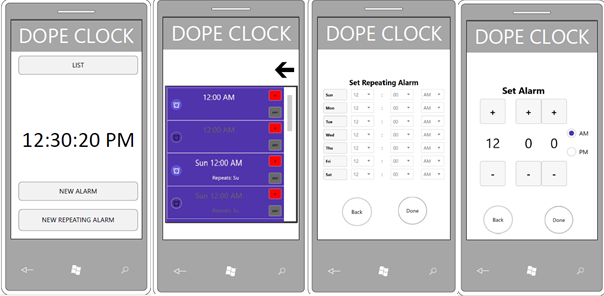 DOPE CLOCK
LIST
12:30:20 PM
NEW ALARM
NEW REPEATING ALARM
DOPE CLOCK
12:00 AM
12:00 AM
Sun 12:00 AM
Repeats: Su
Sun 12:00 AM
Repeats: Su
DOPE CLOCK
Set Repeating Alarm
Sun 12 : 00 AM
Mon 12 : 00 AM
Tue 12 : 00 AM
Wed 12 : 00 AM
Thu 12 : 00 AM
Fri 12 : 00 AM
Sat 12 : 00 AM
Back Done
DOPE CLOCK
Set Alarm
+ + +
AM
12 0 0
PM
- - -
Back Done